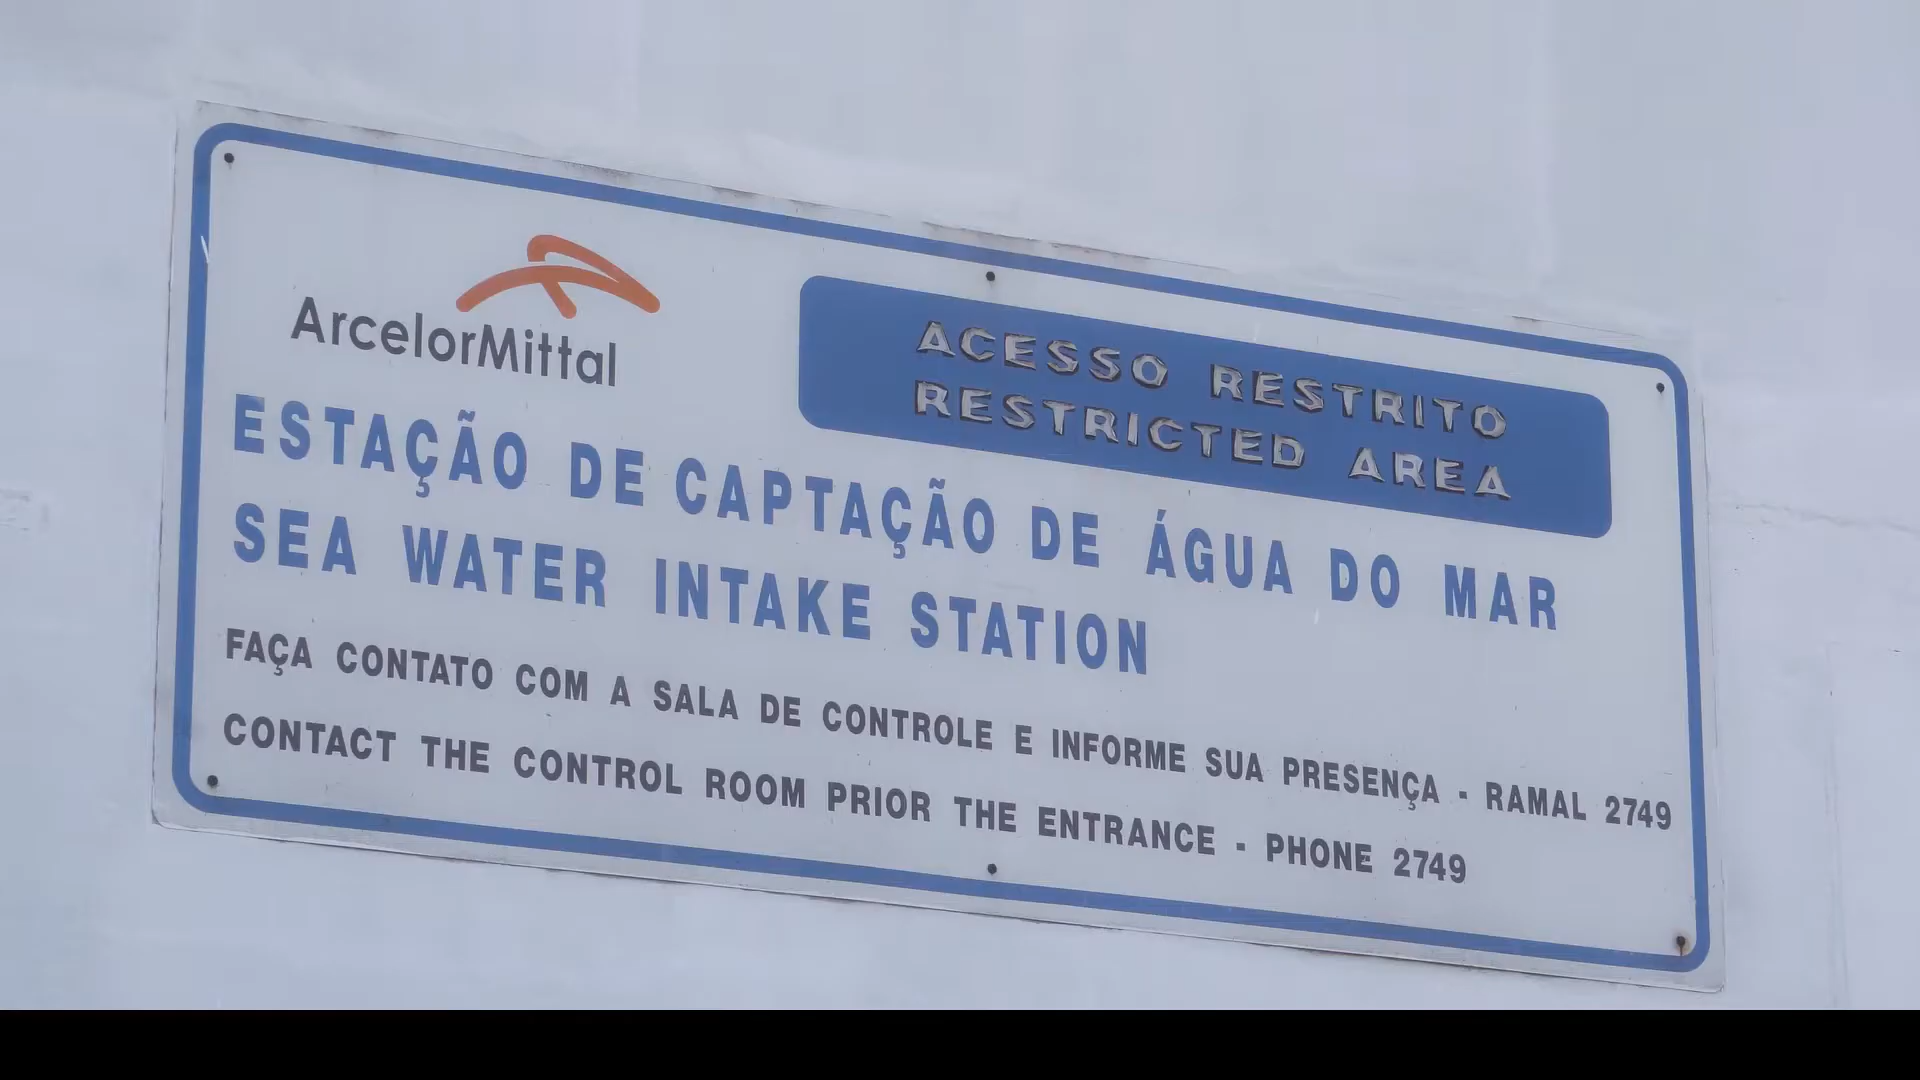 ArcelorMittal
ACESSO RESTRITO
RESTRICTED AREA
ESTAÇÃO DE CAPTAÇÃO DE ÁGUA DO MAR
SEA WATER INTAKE STATION
FAÇA CONTATO COM A SALA DE CONTROLE E INFORME SUA PRESENÇA - RAMAL 2749
CONTACT THE CONTROL ROOM PRIOR THE ENTRANCE - PHONE 2749